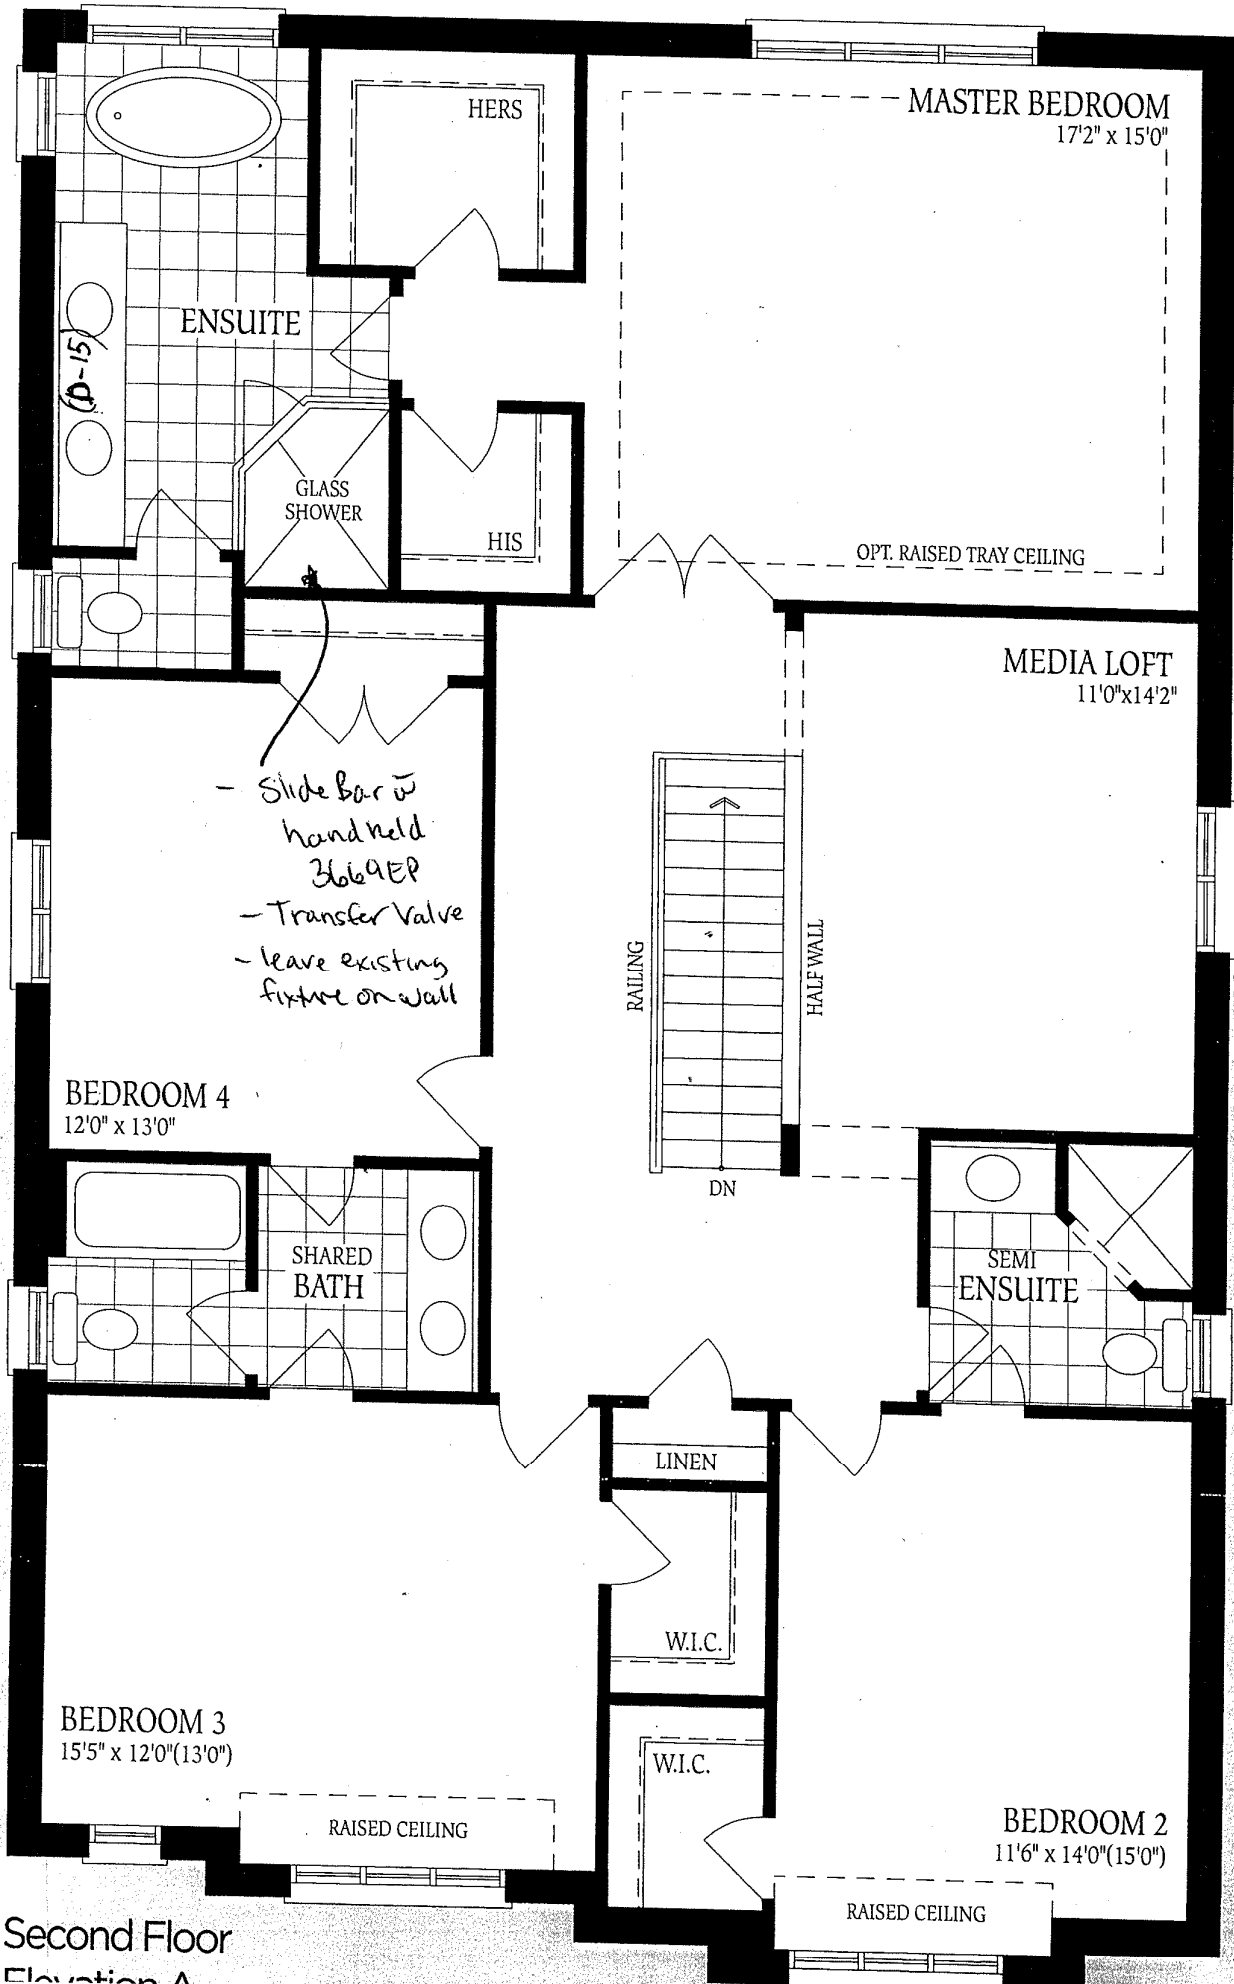 HERS
MASTER BEDROOM
17'2" x 15'0"
ENSUITE
(D-15)
GLASS
SHOWER
HIS
OPT. RAISED TRAY CEILING
MEDIA LOFT
11'0"x14'2"
- Slide Bar w̄
handheld
3669EP
- Transfer Valve
- leave existing
fixture on wall
RAILING
HALF WALL
BEDROOM 4
12'0" x 13'0"
DN
SHARED
BATH
SEMI
ENSUITE
LINEN
W.I.C.
BEDROOM 3
15'5" x 12'0"(13'0")
W.I.C.
RAISED CEILING
BEDROOM 2
11'6" x 14'0"(15'0")
RAISED CEILING
Second Floor
Elevation A